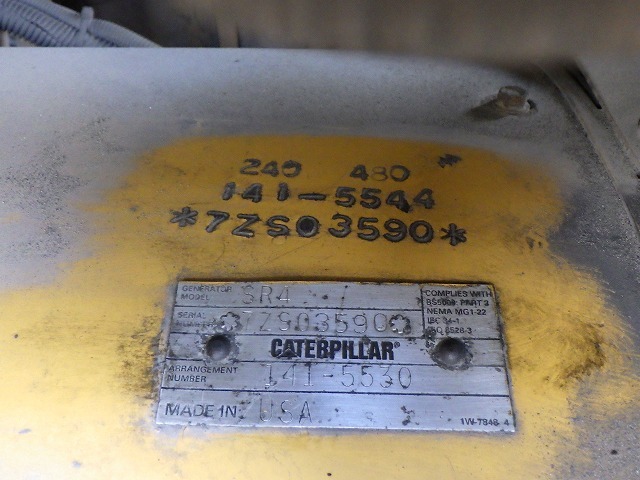 240 480 *
141-5544
*7ZS03590*
GENERATOR MODEL SR4
COMPLIES WITH
BS5000 PART 3
NEMA MG1-22
IEC 34-1
ISO 8528-3
SERIAL NUMBER *7ZS03590*
CATERPILLAR®
ARRANGEMENT NUMBER 141-5530
MADE IN USA
1W-7848 4